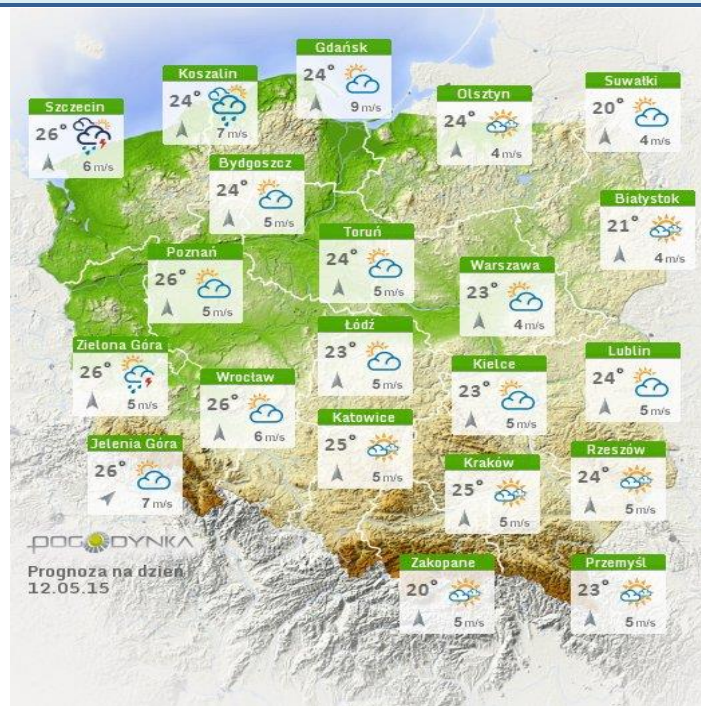 Gdańsk
24°
9 m/s
Koszalin
24°
7 m/s
Suwałki
20°
4 m/s
Olsztyn
24°
4 m/s
Szczecin
26°
6 m/s
Bydgoszcz
24°
5 m/s
Białystok
21°
4 m/s
Toruń
24°
5 m/s
Poznań
26°
5 m/s
Warszawa
23°
4 m/s
Łódź
23°
5 m/s
Zielona Góra
26°
5 m/s
Lublin
24°
5 m/s
Kielce
23°
5 m/s
Wrocław
26°
6 m/s
Katowice
25°
5 m/s
Jelenia Góra
26°
7 m/s
Rzeszów
24°
5 m/s
Kraków
25°
5 m/s
POGODYNKA
Prognoza na dzień
12.05.15
Zakopane
20°
5 m/s
Przemyśl
23°
5 m/s